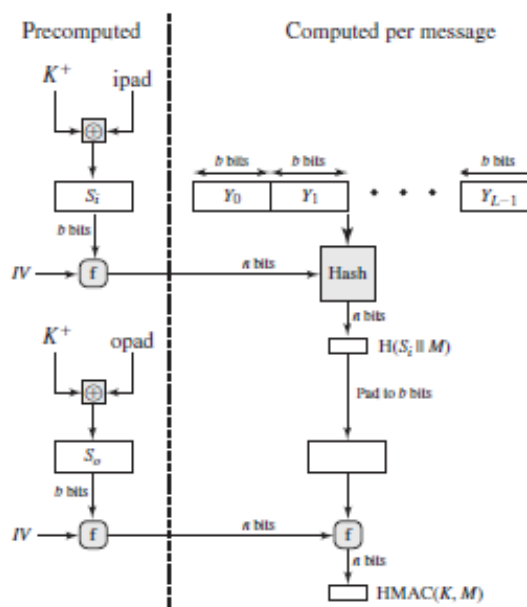 Precomputed
Computed per message
K+ ipad
⊕
b bits b bits b bits
Si Y0 Y1 • • • YL−1
b bits
IV f n bits Hash
n bits
K+ opad
H(Si || M)
⊕
Pad to b bits
So
b bits
IV f n bits f
n bits
HMAC(K, M)